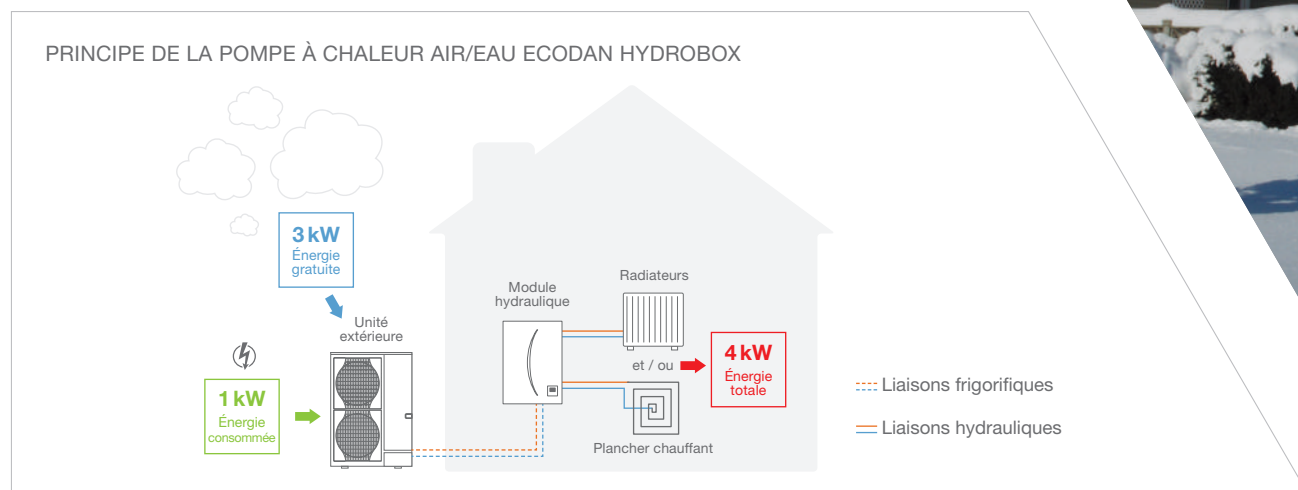 PRINCIPE DE LA POMPE À CHALEUR AIR/EAU ECODAN HYDROBOX
3 kW
Énergie
gratuite
Unité
extérieure
1 kW
Énergie
consommée
Module
hydraulique
Radiateurs
et / ou
Plancher chauffant
4 kW
Énergie
totale
Liaisons frigorifiques
Liaisons hydrauliques